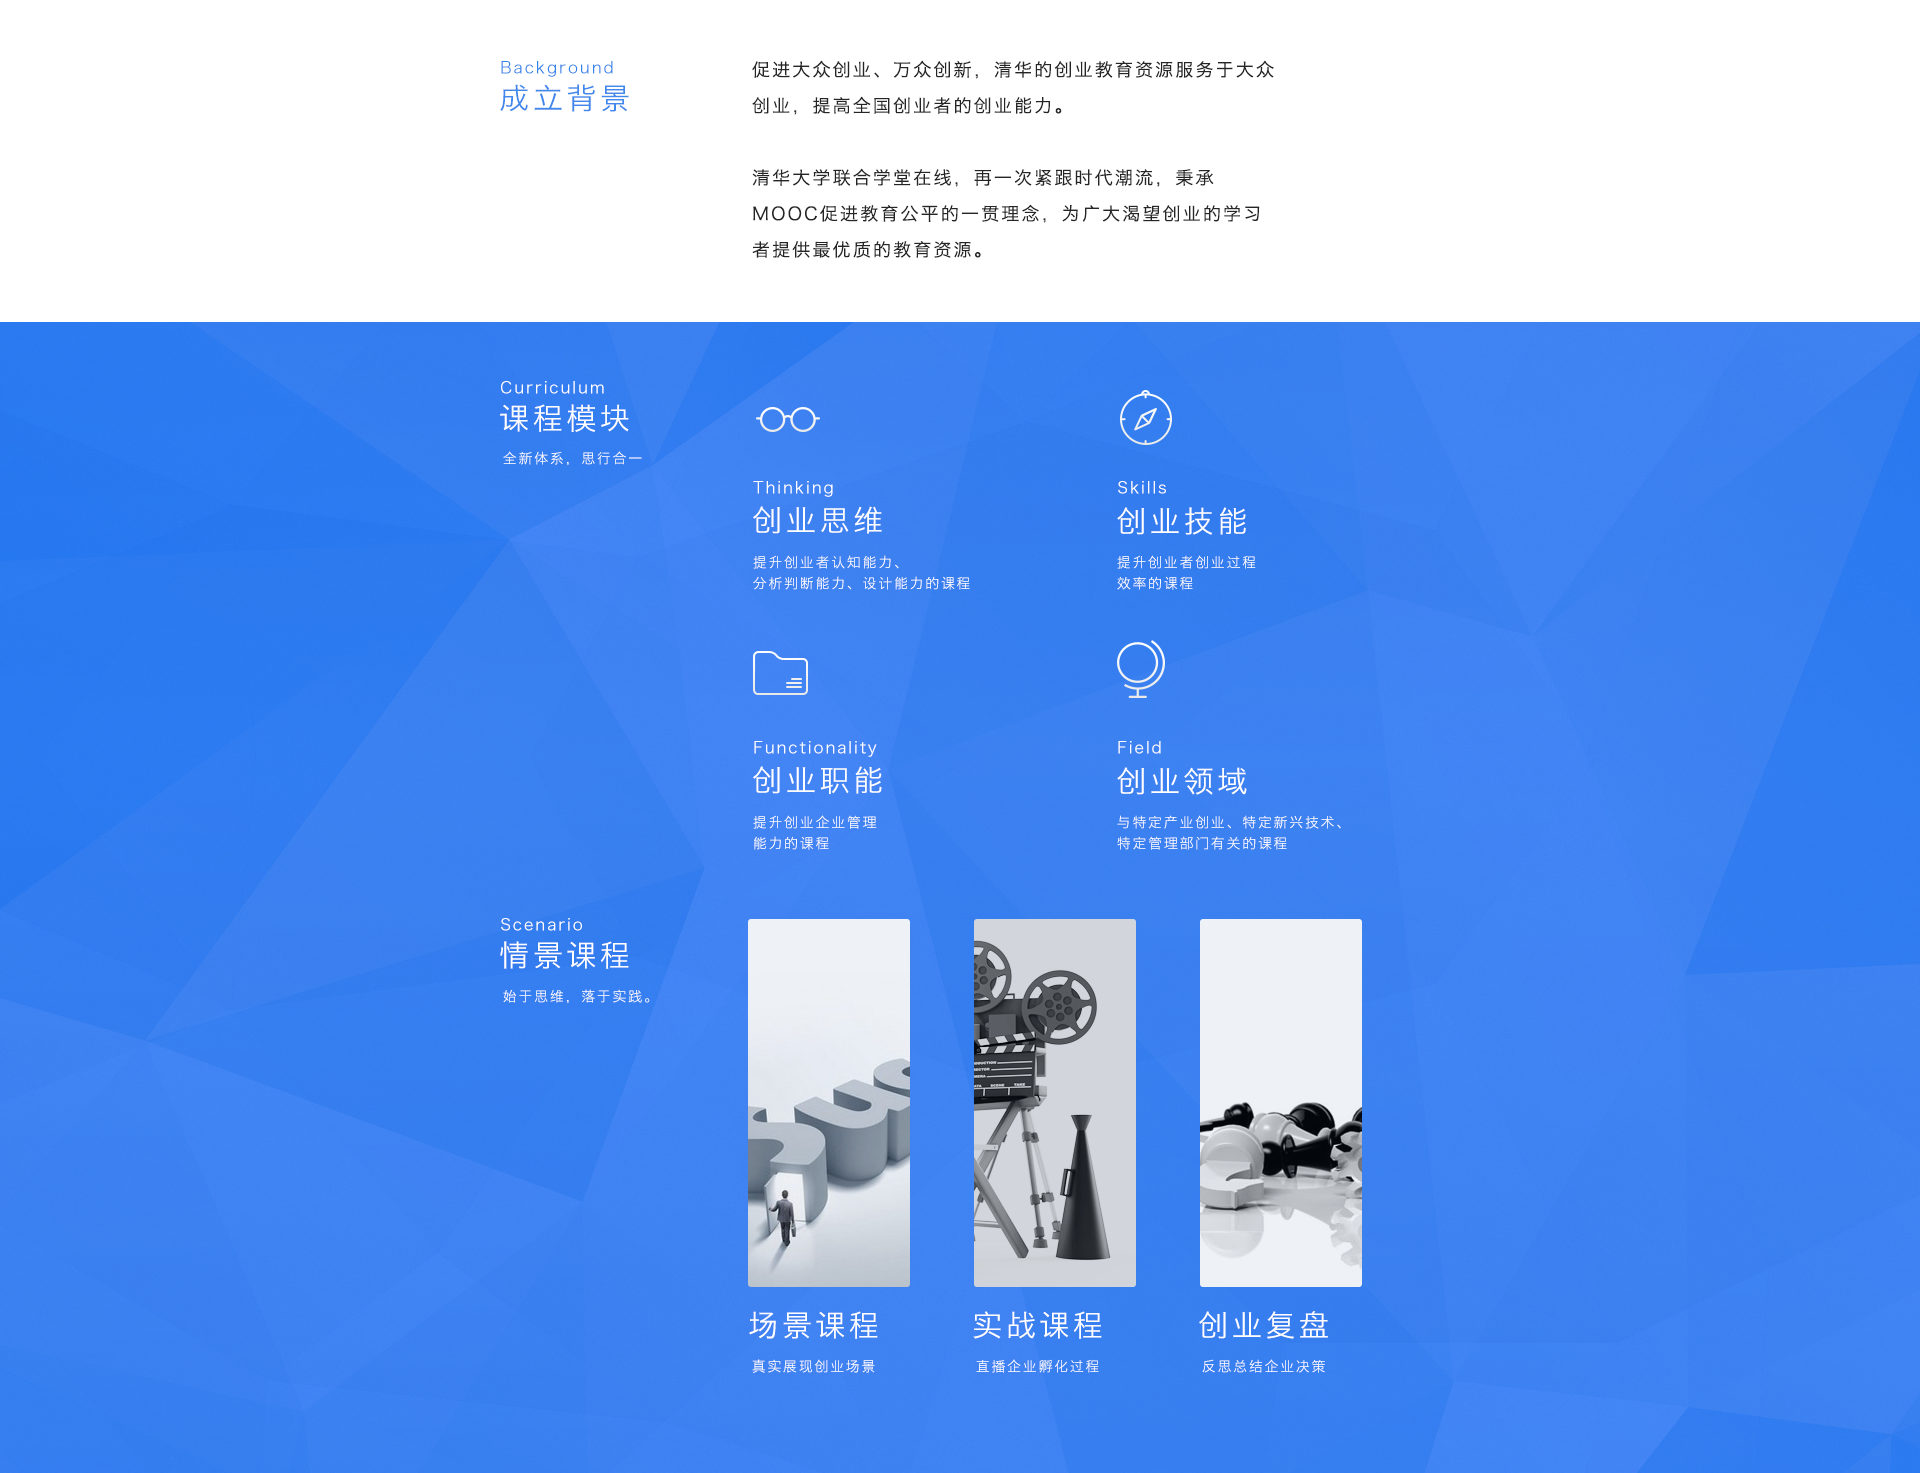 Background
成立背景
促进大众创业、万众创新，清华的创业教育资源服务于大众
创业，提高全国创业者的创业能力。
清华大学联合学堂在线，再一次紧跟时代潮流，秉承
MOOC促进教育公平的一贯理念，为广大渴望创业的学习
者提供最优质的教育资源。
Curriculum
课程模块
全新体系，思行合一
Thinking
创业思维
提升创业者认知能力、
分析判断能力、设计能力的课程
Skills
创业技能
提升创业者创业过程
效率的课程
Functionality
创业职能
提升创业企业管理
能力的课程
Field
创业领域
与特定产业创业、特定新兴技术、
特定管理部门有关的课程
Scenario
情景课程
始于思维，落于实践。
SUC
SCENE
TAKE
场景课程
真实展现创业场景
实战课程
直播企业孵化过程
创业复盘
反思总结企业决策